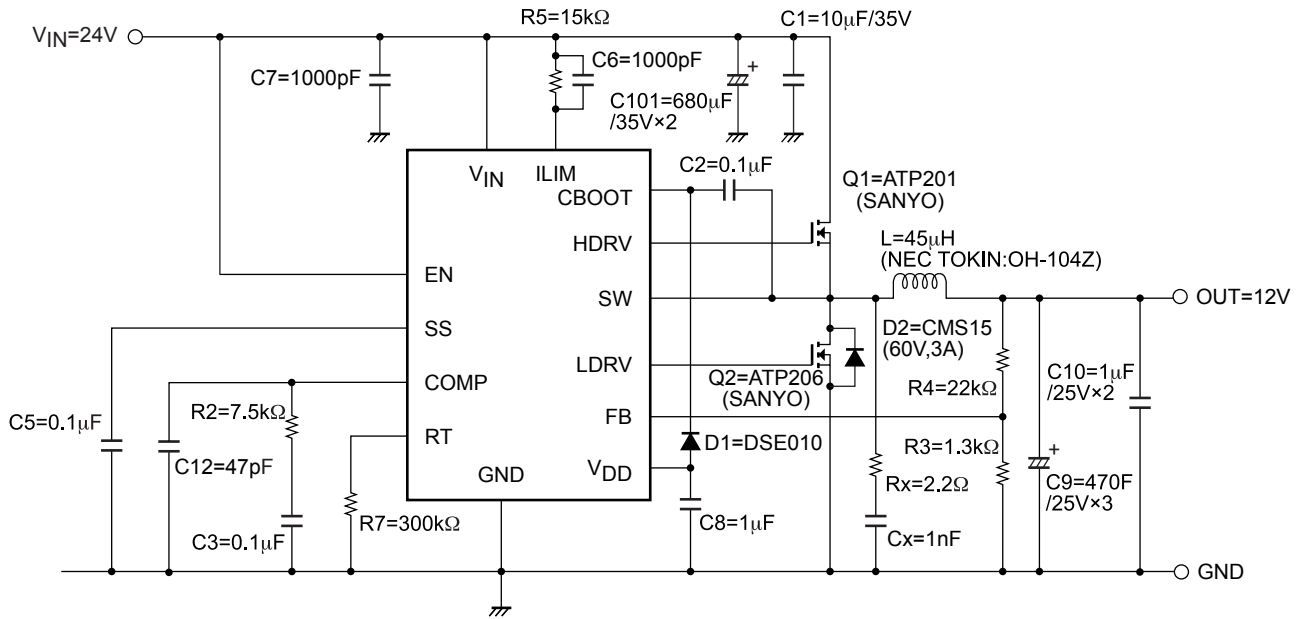 R5=15kΩ
C1=10μF/35V
VIN=24V
C7=1000pF
C6=1000pF
C101=680μF
/35V×2
VIN
ILIM
C2=0.1μF
CBOOT
Q1=ATP201
(SANYO)
HDRV
L=45μH
(NEC TOKIN:OH-104Z)
EN
SW
OUT=12V
SS
D2=CMS15
(60V,3A)
LDRV
Q2=ATP206
(SANYO)
COMP
R4=22kΩ
C10=1μF
/25V×2
R2=7.5kΩ
FB
C5=0.1μF
RT
D1=DSE010
R3=1.3kΩ
C12=47pF
GND
VDD
Rx=2.2Ω
C9=470F
/25V×3
R7=300kΩ
C8=1μF
C3=0.1μF
Cx=1nF
GND